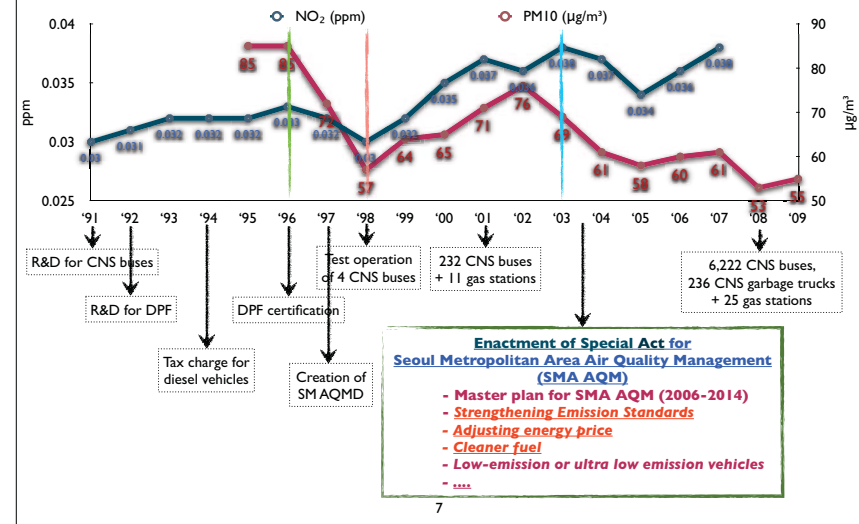 NO₂ (ppm)
PM10 (µg/m³)
0.04
0.035
0.03
0.025
ppm
90
80
70
60
50
µg/m³
85
85
72
57
64
65
71
76
69
61
58
60
61
53
55
0.03
0.031
0.032
0.032
0.032
0.033
0.032
0.03
0.032
0.035
0.037
0.036
0.038
0.037
0.034
0.036
0.038
'91 '92 '93 '94 '95 '96 '97 '98 '99 '00 '01 '02 '03 '04 '05 '06 '07 '08 '09
R&D for CNS buses
R&D for DPF
Tax charge for
diesel vehicles
DPF certification
Creation of
SM AQMD
Test operation
of 4 CNS buses
232 CNS buses
+ 11 gas stations
6,222 CNS buses,
236 CNS garbage trucks
+ 25 gas stations
Enactment of Special Act for
Seoul Metropolitan Area Air Quality Management
(SMA AQM)
- Master plan for SMA AQM (2006-2014)
- Strengthening Emission Standards
- Adjusting energy price
- Cleaner fuel
- Low-emission or ultra low emission vehicles
- ....
7